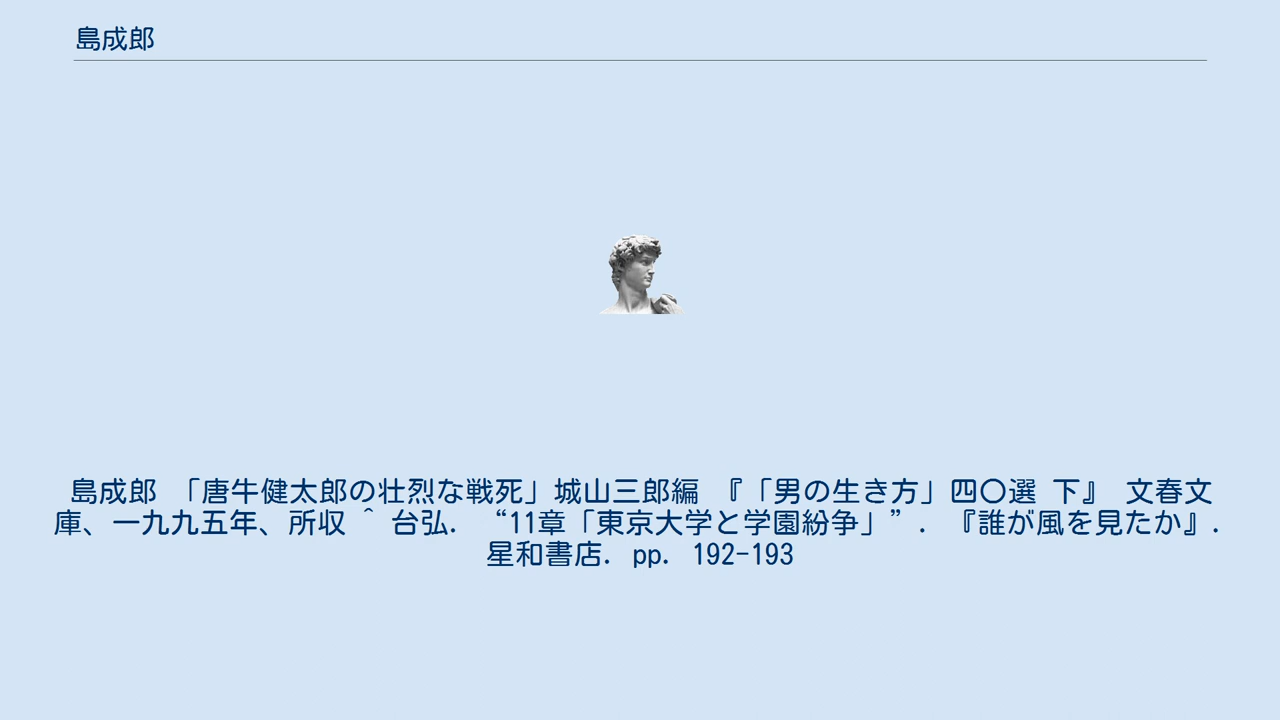 島成郎
島成郎 「唐牛健太郎の壮烈な戦死」城山三郎編 『「男の生き方」四〇選 下』 文春文
庫、一九九五年、所収 ^ 台弘. “11章「東京大学と学園紛争」”. 『誰が風を見たか』.
星和書店. pp. 192-193